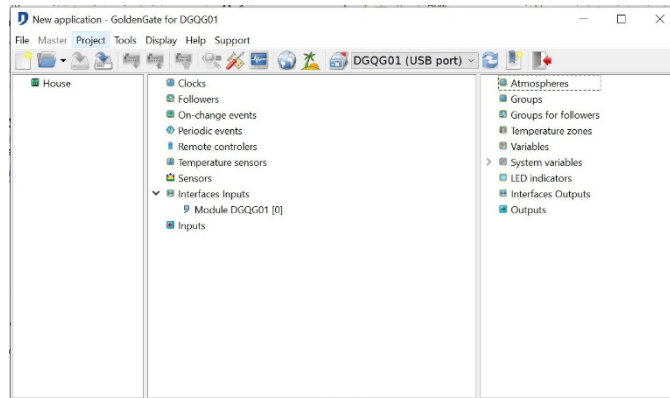 New application - GoldenGate for DGQG01
File Master Project Tools Display Help Support
DGQG01 (USB port)
House
Clocks
Followers
On-change events
Periodic events
Remote controlers
Temperature sensors
Sensors
Interfaces Inputs
Module DGQG01 [0]
Inputs
Atmospheres
Groups
Groups for followers
Temperature zones
Variables
System variables
LED indicators
Interfaces Outputs
Outputs